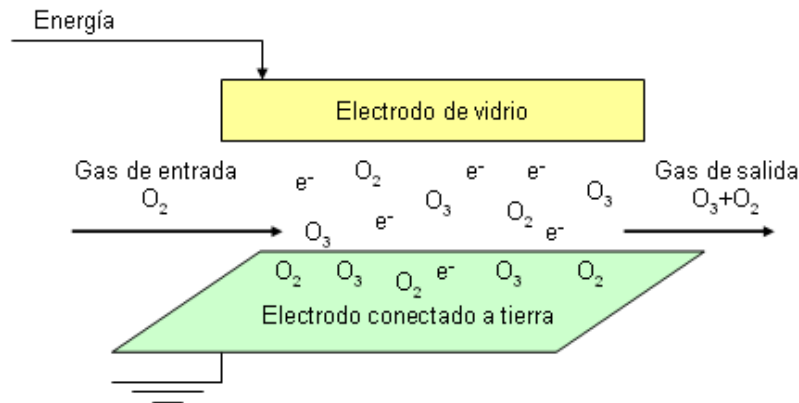 Energía
Electrodo de vidrio
Gas de entrada
O₂
Gas de salida
O₃+O₂
e⁻ O₂ e⁻ e⁻ O₃
O₃ e⁻ O₃ O₂ e⁻
O₂ O₃ O₂ e⁻ O₃ O₂
Electrodo conectado a tierra